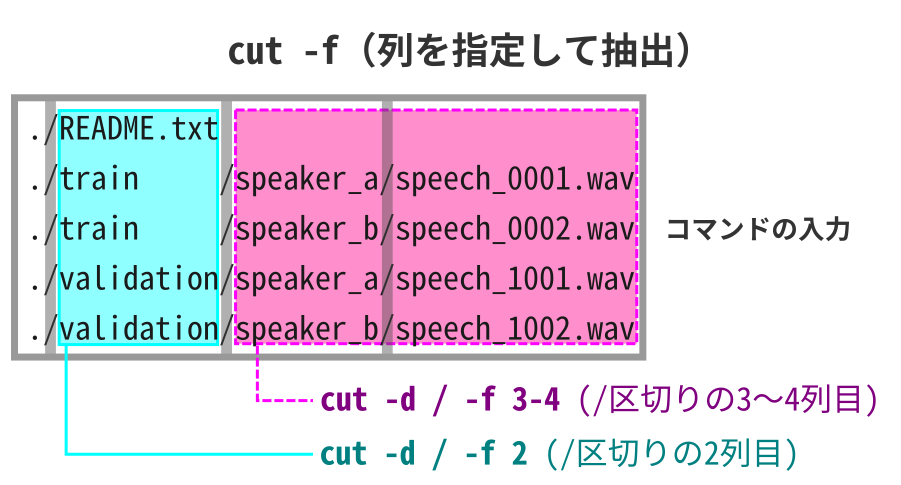 cut -f（列を指定して抽出）
./README.txt
./train /speaker_a/speech_0001.wav
./train /speaker_b/speech_0002.wav
./validation/speaker_a/speech_1001.wav
./validation/speaker_b/speech_1002.wav
コマンドの入力
cut -d / -f 3-4 (/区切りの3〜4列目)
cut -d / -f 2 (/区切りの2列目)